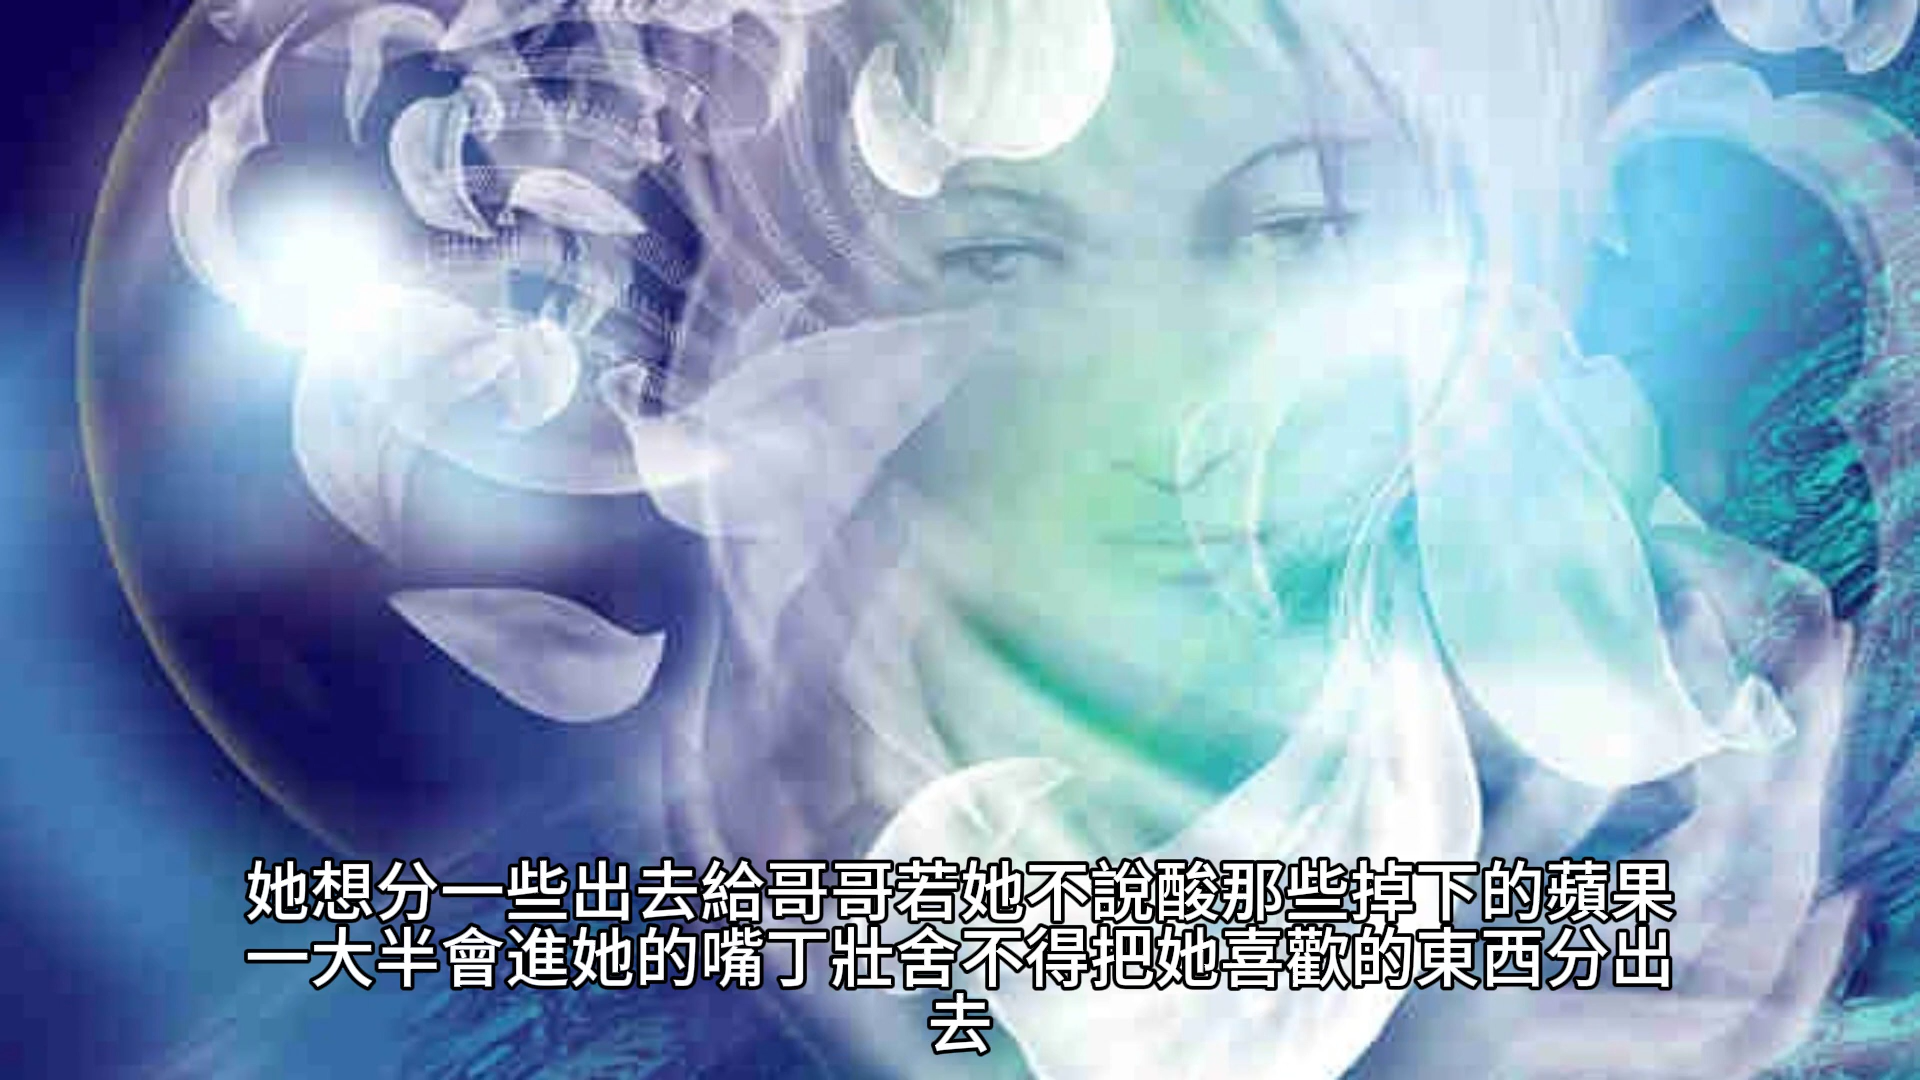 她想分一些出去給哥哥若她不說酸那些掉下的蘋果
一大半會進她的嘴丁壯舍不得把她喜歡的東西分出
去